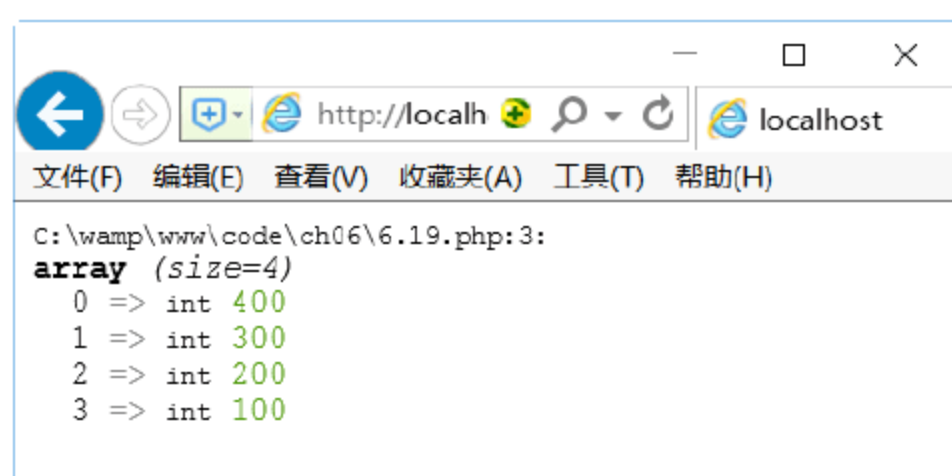 http://localh
localhost
文件(F) 编辑(E) 查看(V) 收藏夹(A) 工具(T) 帮助(H)
C:\wamp\www\code\ch06\6.19.php:3:
array (size=4)
0 => int 400
1 => int 300
2 => int 200
3 => int 100